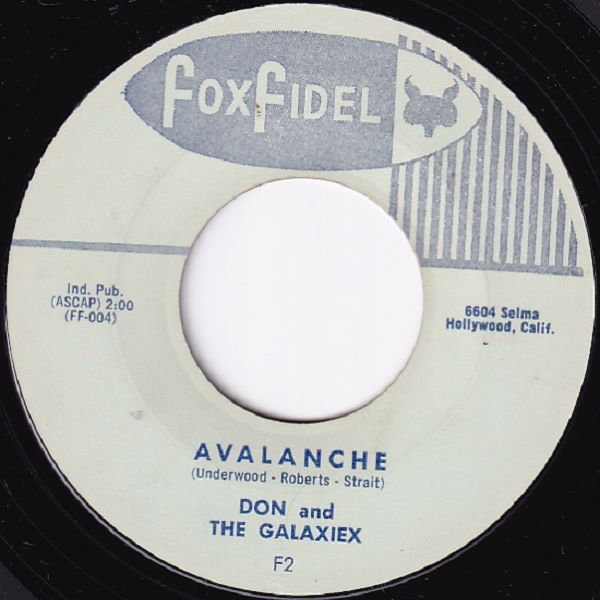 FOXFIDEL
Ind. Pub.
(ASCAP) 2:00
(FF-004)
6604 Selma
Hollywood, Calif.
AVALANCHE
(Underwood - Roberts - Strait)
DON and
THE GALAXIEX
F2